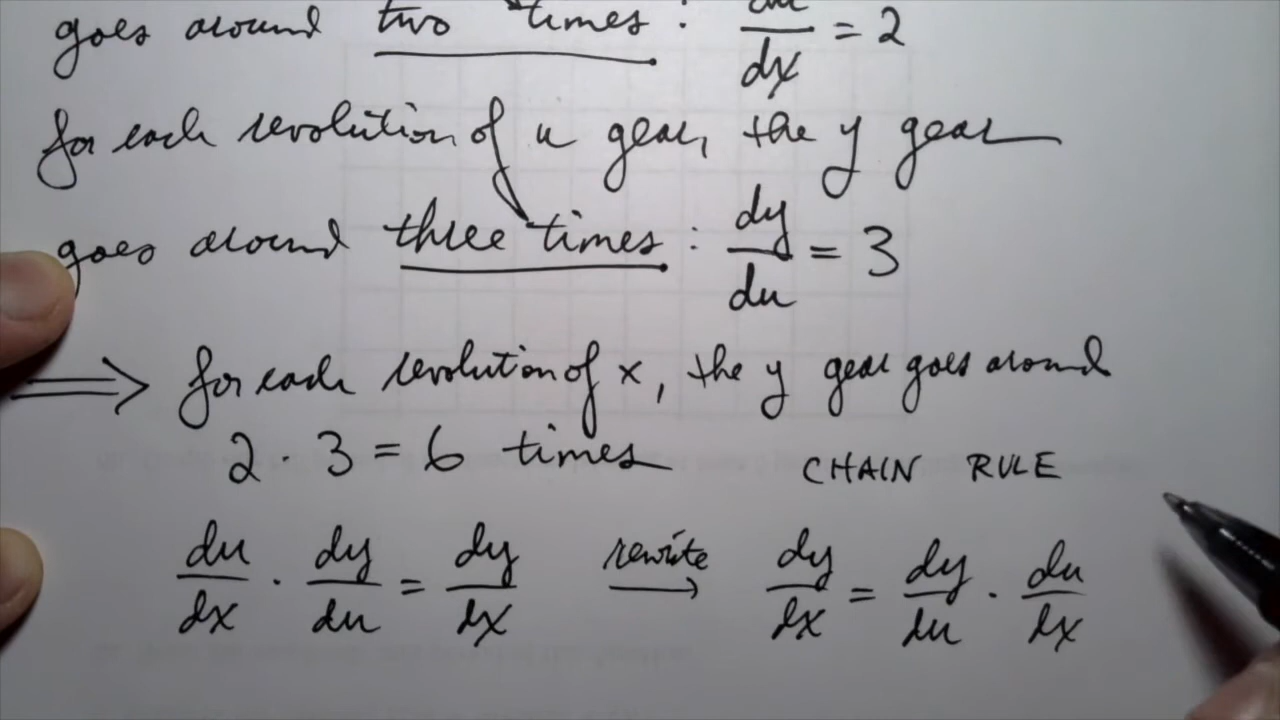 goes around two times : du/dx = 2
for each revolution of u gear, the y gear
goes around three times : dy/du = 3
⟹ for each revolution of x, the y gear goes around
2 · 3 = 6 times
CHAIN RULE
du/dx · dy/du = dy/dx rewrite → dy/dx = dy/du · du/dx